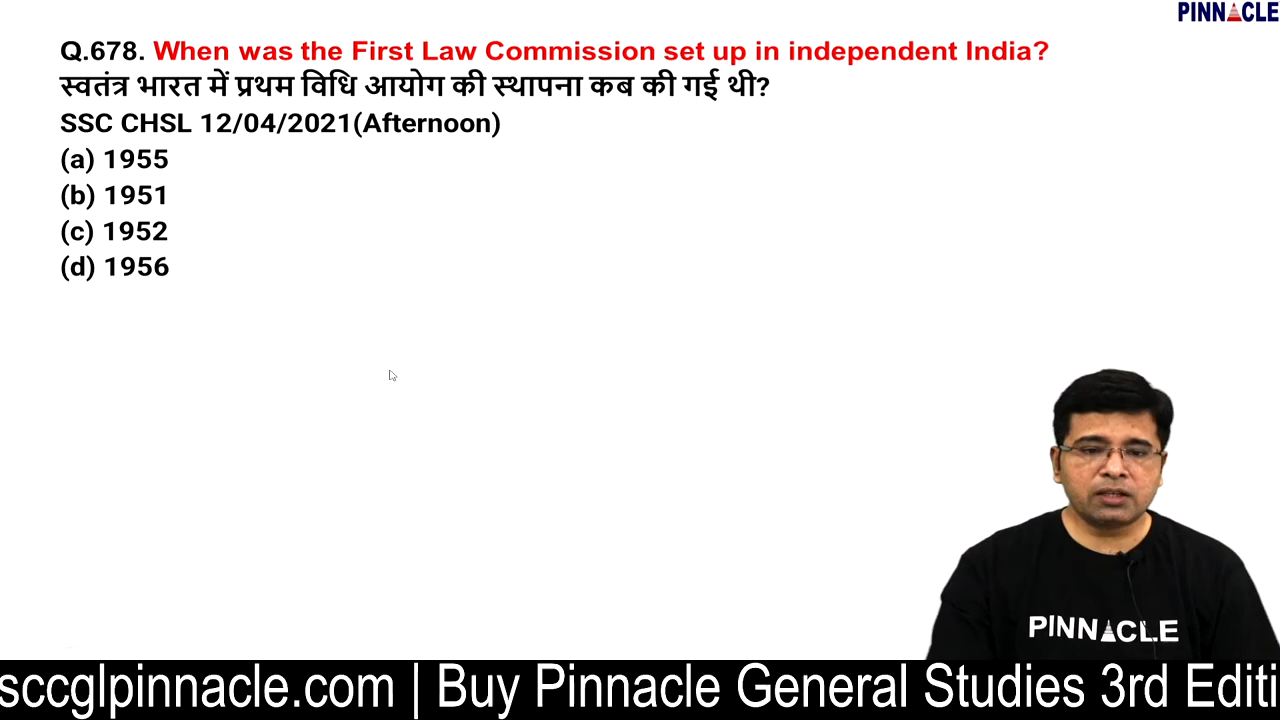 PINNACLE
Q.678. When was the First Law Commission set up in independent India?
स्वतंत्र भारत में प्रथम विधि आयोग की स्थापना कब की गई थी?
SSC CHSL 12/04/2021(Afternoon)
(a) 1955
(b) 1951
(c) 1952
(d) 1956
PINNACLE
sccglpinnacle.com | Buy Pinnacle General Studies 3rd Editi